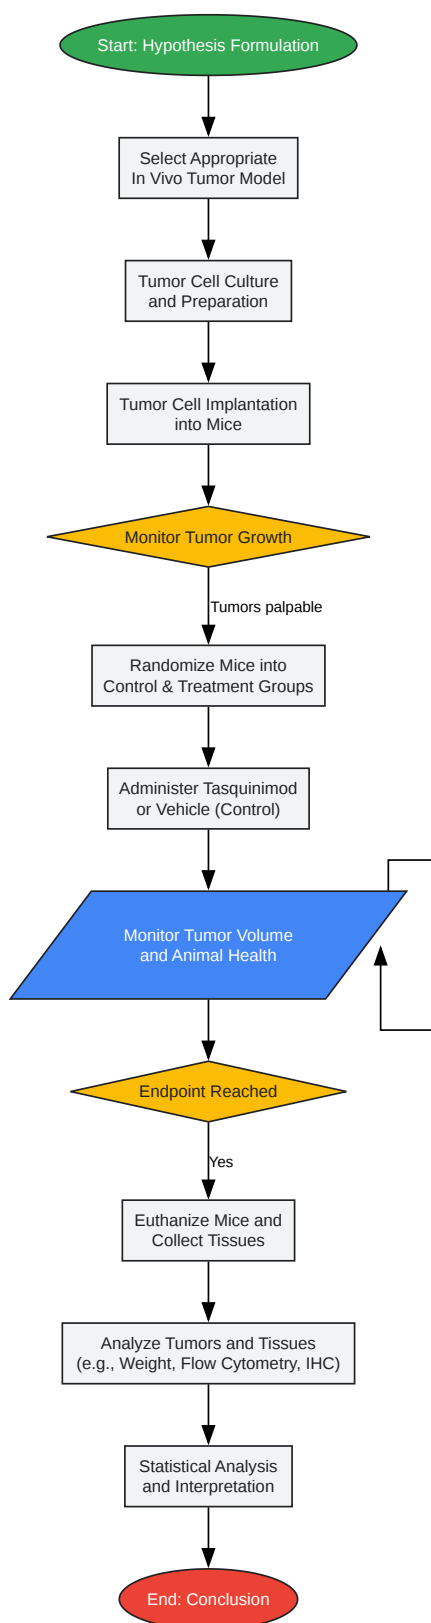 Start: Hypothesis Formulation
Select Appropriate
In Vivo Tumor Model
Tumor Cell Culture
and Preparation
Tumor Cell Implantation
into Mice
Monitor Tumor Growth
Tumors palpable
Randomize Mice into
Control & Treatment Groups
Administer Tasquinimod
or Vehicle (Control)
Monitor Tumor Volume
and Animal Health
Endpoint Reached
Yes
Euthanize Mice and
Collect Tissues
Analyze Tumors and Tissues
(e.g., Weight, Flow Cytometry, IHC)
Statistical Analysis
and Interpretation
End: Conclusion